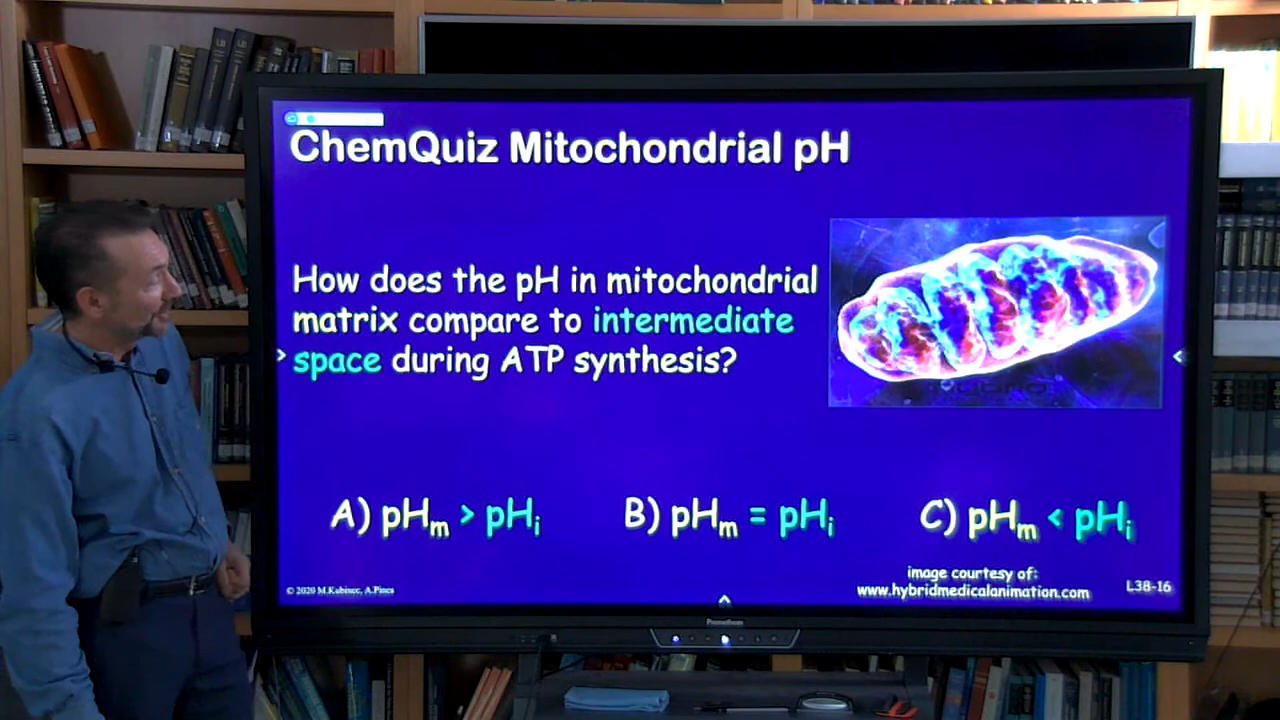 ChemQuiz Mitochondrial pH
How does the pH in mitochondrial
matrix compare to intermediate
space during ATP synthesis?
A) pHm > pHi
B) pHm = pHi
C) pHm < pHi
image courtesy of:
www.hybridmedicalanimation.com
© 2020 M.Kubinec, A.Pines
L38-16
Promethean